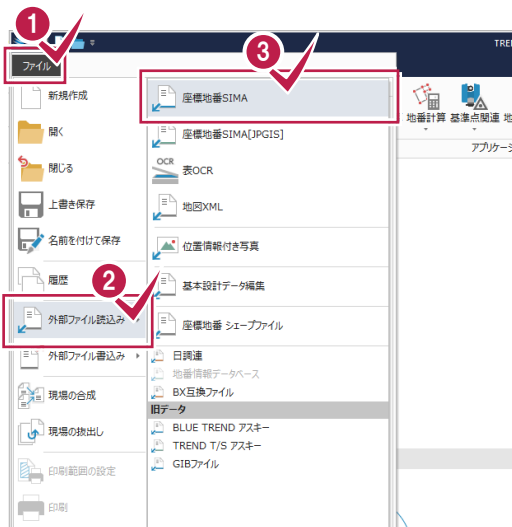 1
3
TRE
ファイル
新規作成
開く
閉じる
上書き保存
名前を付けて保存
履歴
2
外部ファイル読込み
外部ファイル書込み
現場の合成
現場の抜出し
印刷範囲の設定
印刷
座標地番SIMA
座標地番SIMA[JPGIS]
OCR
表OCR
地図XML
位置情報付き写真
基本設計データ編集
座標地番 シェープファイル
日調連
地番情報データベース
BX互換ファイル
旧データ
BLUE TREND アスキー
TREND T/S アスキー
GIBファイル
地番計算 基準点関連 地
アプリケーシ